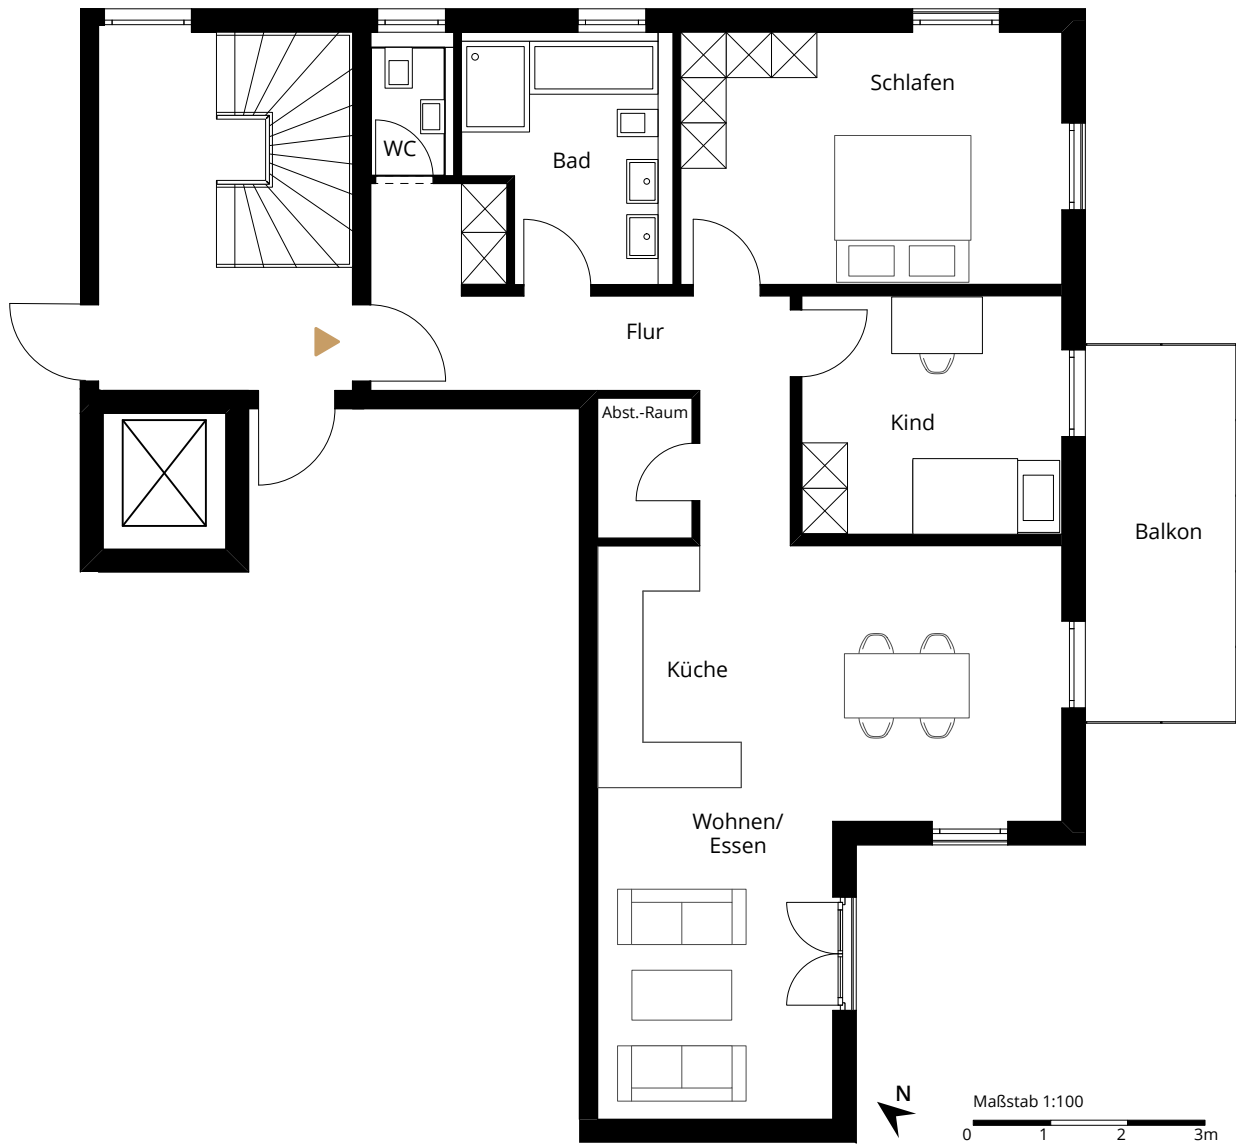 Schlafen
WC
Bad
Flur
Abst.-Raum
Kind
Balkon
Küche
Wohnen/
Essen
N
Maßstab 1:100
0 1 2 3m